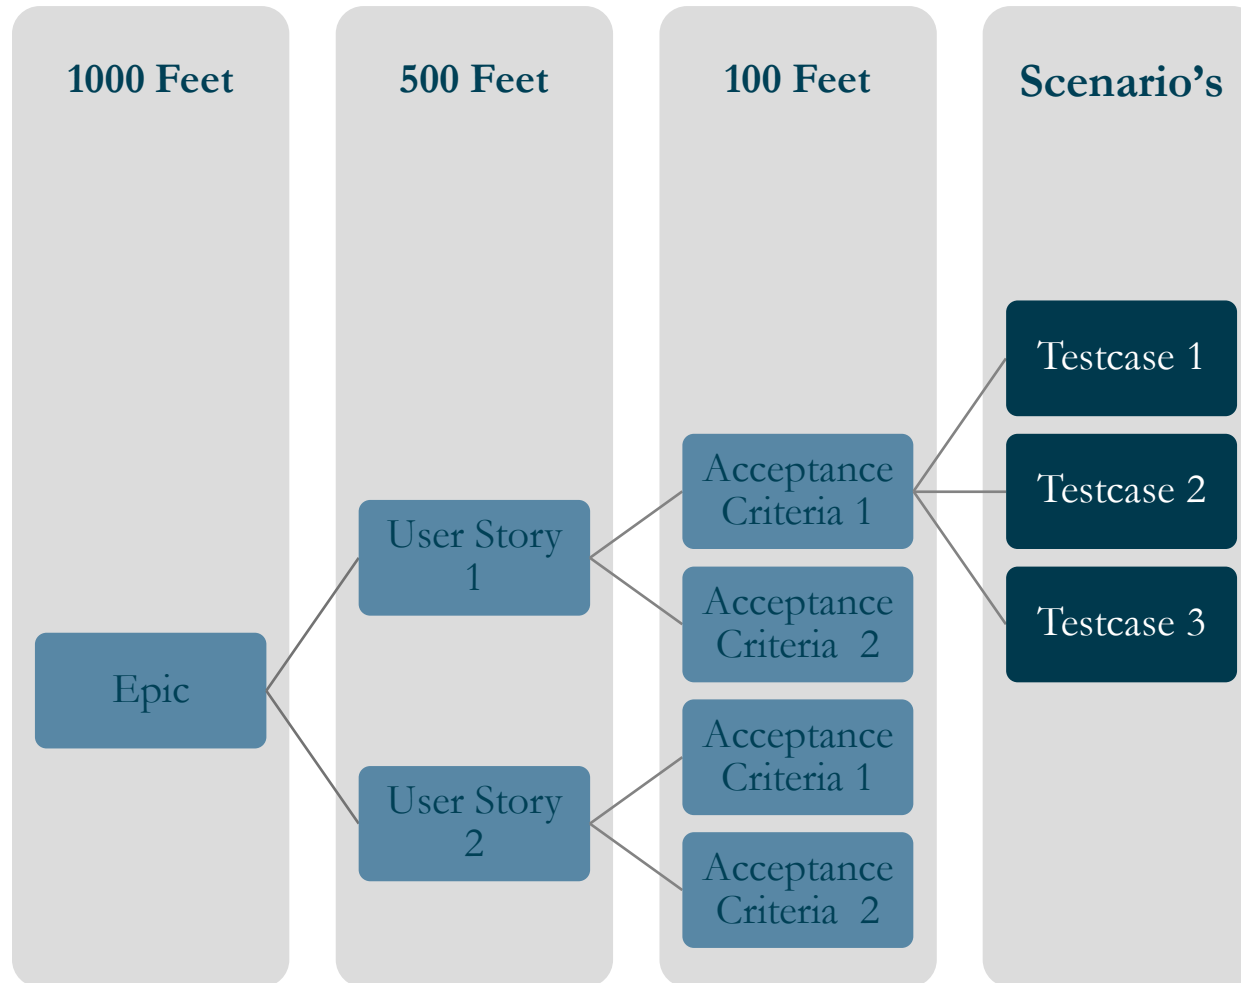 1000 Feet
500 Feet
100 Feet
Scenario’s
Epic
User Story
1
User Story
2
Acceptance
Criteria 1
Acceptance
Criteria  2
Acceptance
Criteria 1
Acceptance
Criteria  2
Testcase 1
Testcase 2
Testcase 3